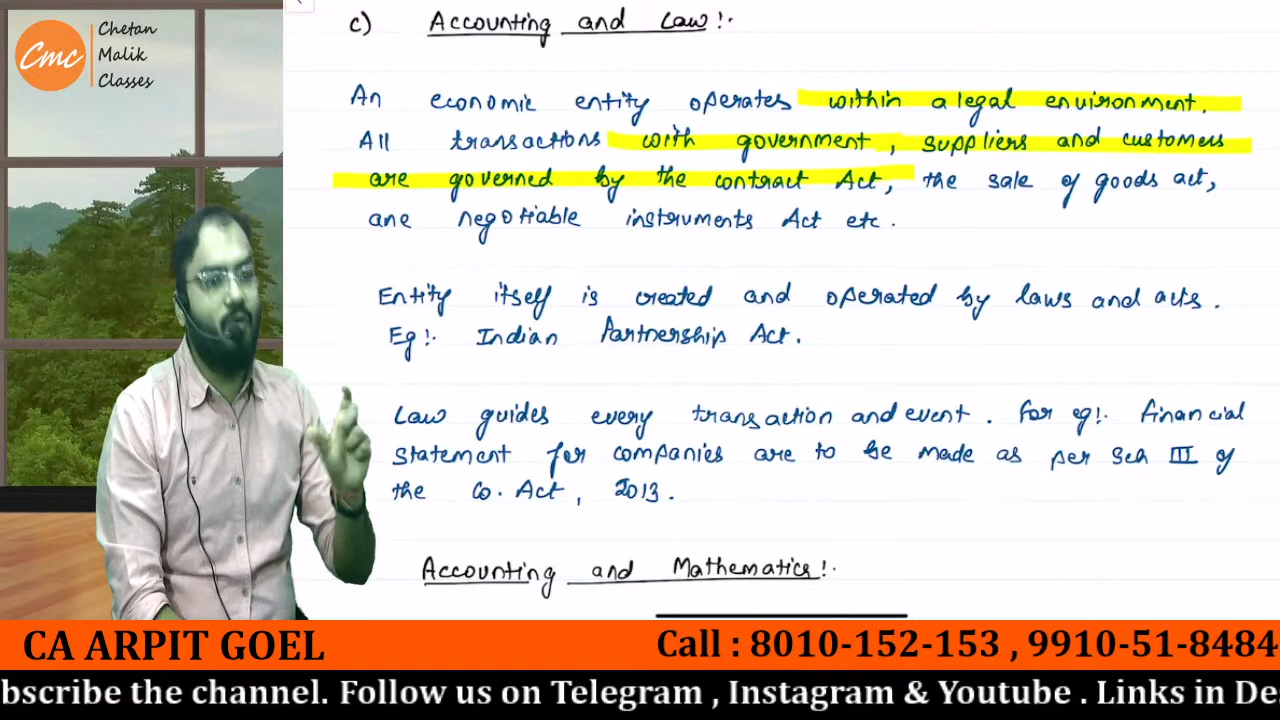 Cmc
Chetan
Malik
Classes
c) Accounting and Law :-
An economic entity operates within a legal environment.
All transactions with government, suppliers and customers
are governed by the contract Act, the sale of goods act,
ane negotiable instruments Act etc.
Entity itself is created and operated by laws and acts.
Eg :- Indian Partnership Act.
Law guides every transaction and event. For eg :- Financial
statement for companies are to be made as per Sch III of
the Co. Act, 2013.
Accounting and Mathematics :-
CA ARPIT GOEL
Call : 8010-152-153 , 9910-51-8484
bscribe the channel. Follow us on Telegram , Instagram & Youtube . Links in De